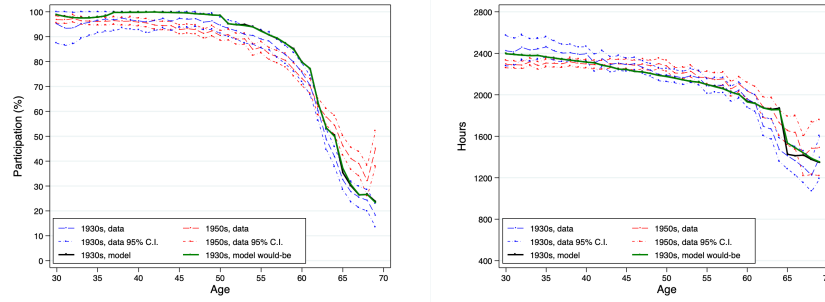 100
90
80
70
60
50
40
30
20
10
0
Participation (%)
1930s, data
1950s, data
1930s, data 95% C.I.
1950s, data 95% C.I.
1930s, model
1930s, model would-be
30 35 40 45 50 55 60 65 70
Age
2800
2400
2000
1600
1200
800
400
Hours
1930s, data
1950s, data
1930s, data 95% C.I.
1950s, data 95% C.I.
1930s, model
1930s, model would-be
30 35 40 45 50 55 60 65
Age